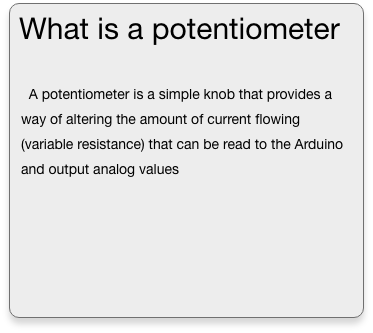 What is a potentiometer
A potentiometer is a simple knob that provides a
way of altering the amount of current flowing
(variable resistance) that can be read to the Arduino
and output analog values